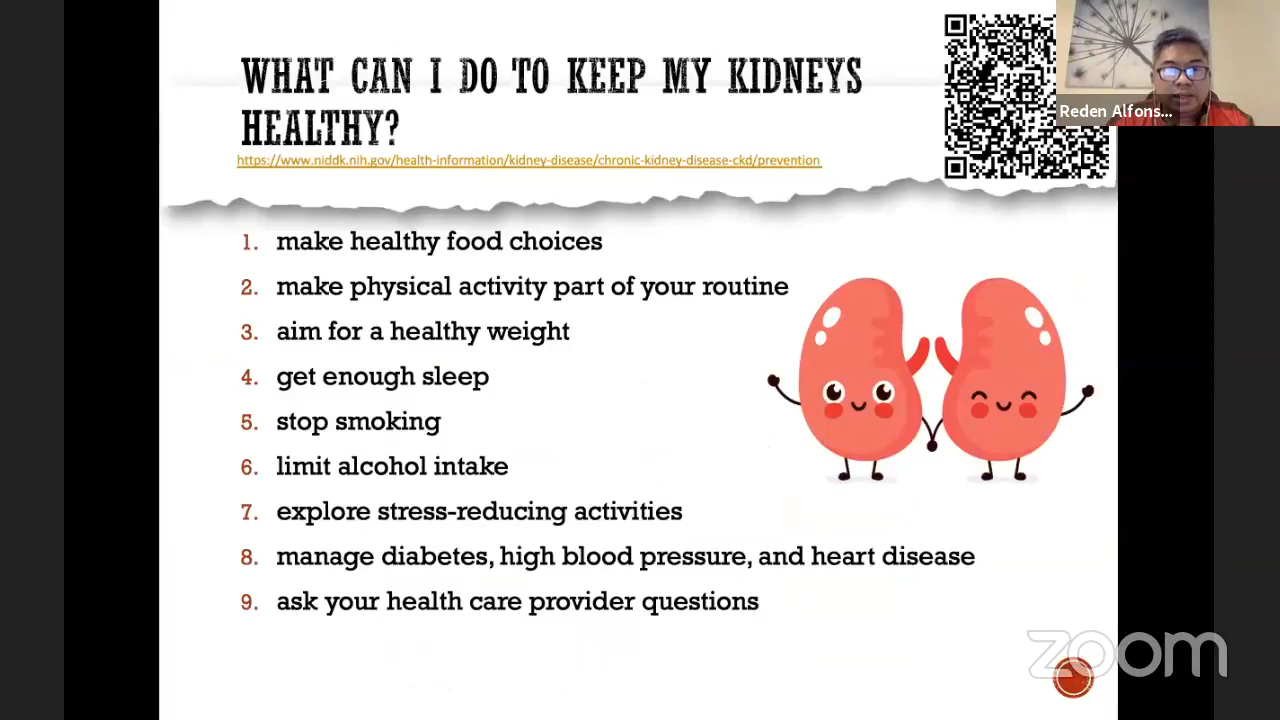 WHAT CAN I DO TO KEEP MY KIDNEYS
HEALTHY?
https://www.niddk.nih.gov/health-information/kidney-disease/chronic-kidney-disease-ckd/prevention
Reden Alfons...
1. make healthy food choices
2. make physical activity part of your routine
3. aim for a healthy weight
4. get enough sleep
5. stop smoking
6. limit alcohol intake
7. explore stress-reducing activities
8. manage diabetes, high blood pressure, and heart disease
9. ask your health care provider questions
zoom